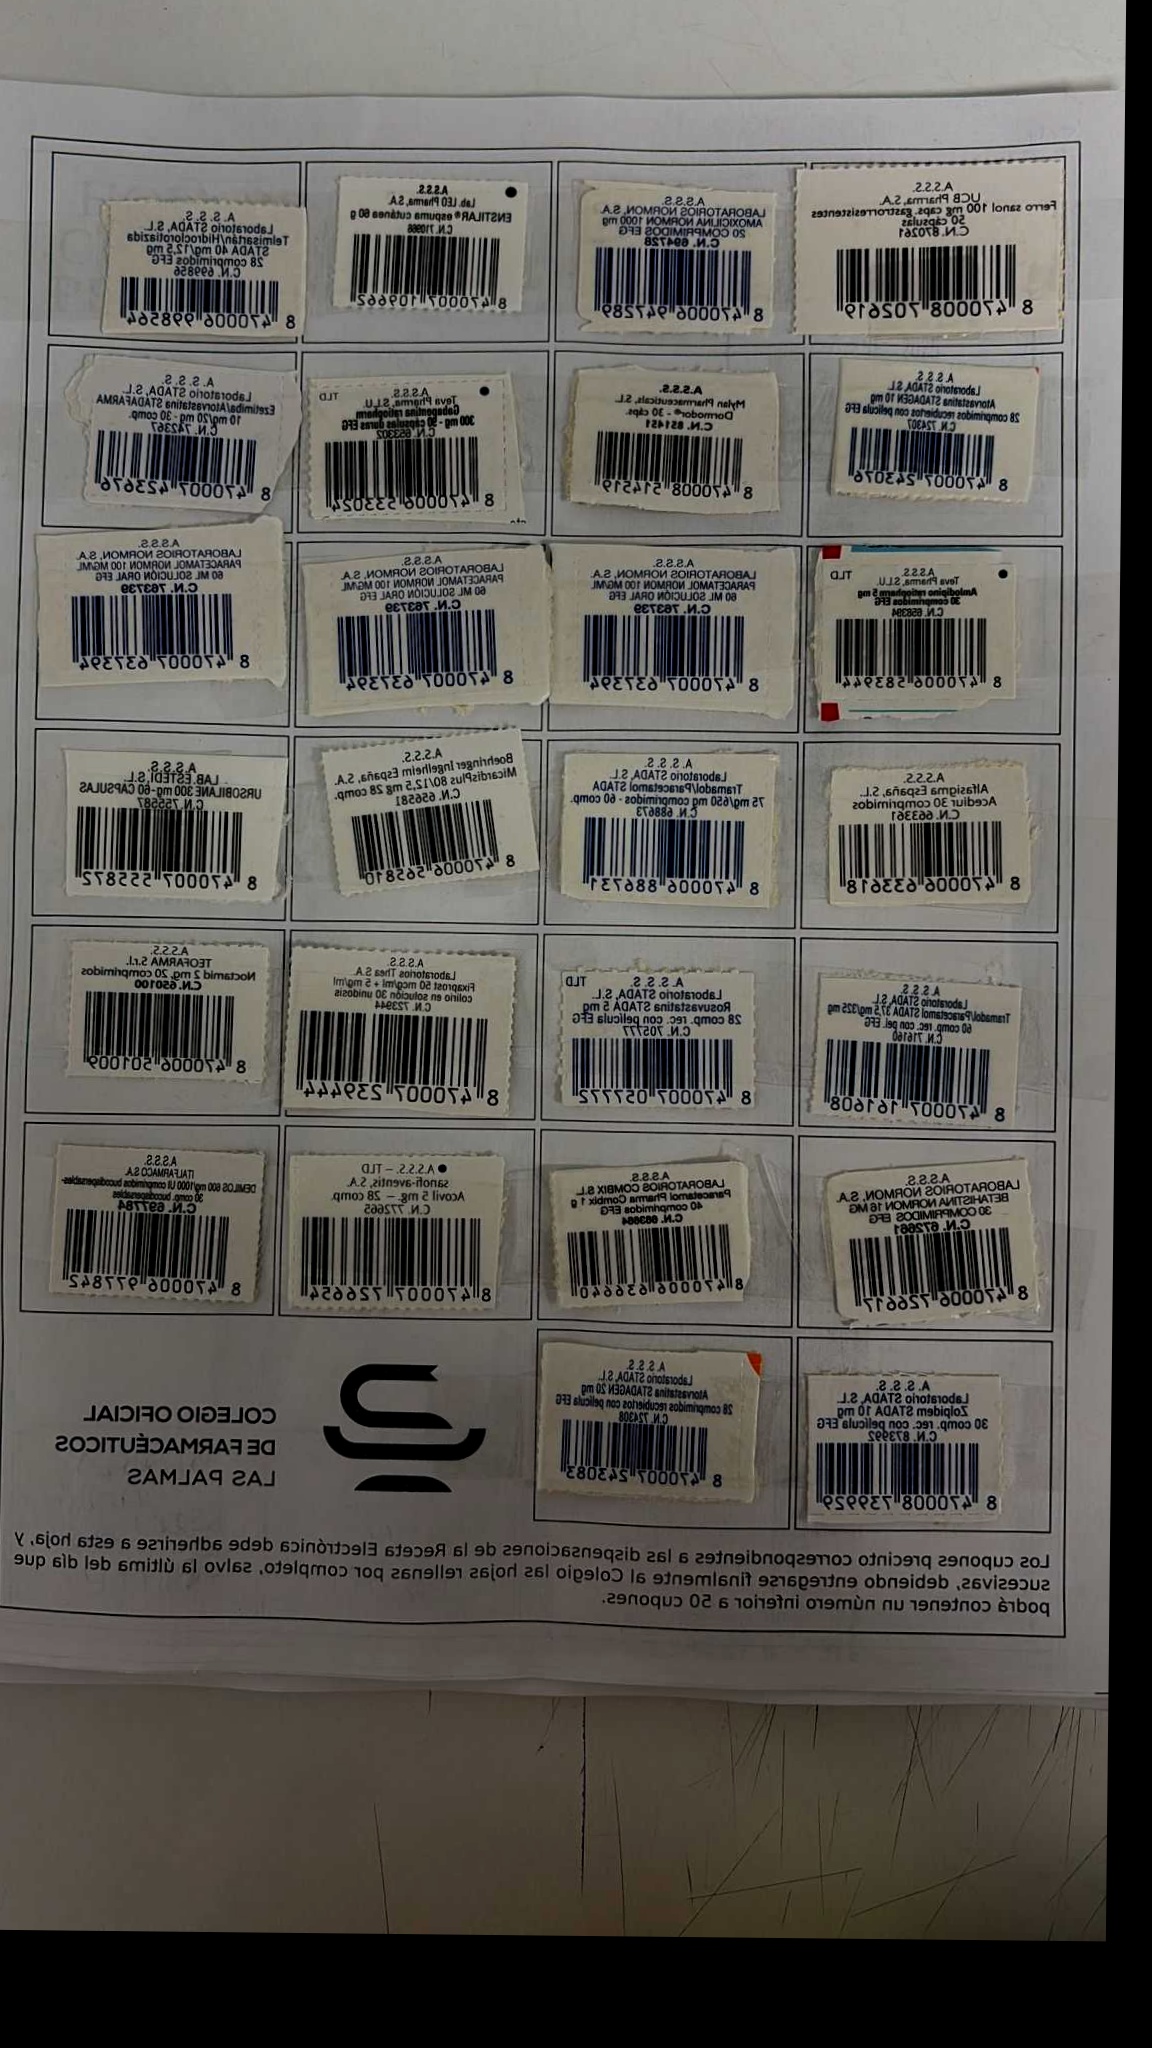 A.S.S.S.
UCB Pharma, S.A.
Ferro sanol 100 mg caps. gastrorresistentes
50 cápsulas
C.N. 870261
8 470008 702619
A.S.S.S.
LABORATORIOS NORMON, S.A.
AMOXICILINA NORMON 1000 mg
20 COMPRIMIDOS EFG
C.N. 694728
8 470006 947289
A.S.S.S.
Lab. LEO Pharma, S.A.
ENSTILAR® espuma cutánea 60 g
C.N. 710966
8 470007 109662
A. S. S. S.
Laboratorio STADA, S.L.
Telmisartán/Hidroclorotiazida
STADA 40 mg/12,5 mg
28 comprimidos EFG
C.N. 699856
8 470006 998564
A. S. S. S.
Laboratorio STADA, S.L.
Atorvastatina STADAGEN 10 mg
28 comprimidos recubiertos con película EFG
C.N. 724307
8 470007 243076
A.S.S.S.
Mylan Pharmaceuticals, S.L.
Dormodor® - 30 cáps.
C.N. 851451
8 470008 514519
A.S.S.S.
TLD
Teva Pharma, S.L.U.
Gabapentina ratiopharm
300 mg - 90 cápsulas duras EFG
C.N. 653302
8 470006 533024
A. S. S. S.
Laboratorio STADA, S.L.
Ezetimiba/Atorvastatina STADAFARMA
10 mg/20 mg - 30 comp.
C.N. 742367
8 470007 423676
A.S.S.S.
TLD
Teva Pharma, S.L.U.
Amlodipino ratiopharm 5 mg
30 comprimidos EFG
C.N. 658394
8 470006 583944
A.S.S.S.
LABORATORIOS NORMON, S.A.
PARACETAMOL NORMON 100 MG/ML
60 ML SOLUCIÓN ORAL EFG
C.N. 763739
8 470007 637394
A.S.S.S.
LABORATORIOS NORMON, S.A.
PARACETAMOL NORMON 100 MG/ML
60 ML SOLUCIÓN ORAL EFG
C.N. 763739
8 470007 637394
A.S.S.S.
LABORATORIOS NORMON, S.A.
PARACETAMOL NORMON 100 MG/ML
60 ML SOLUCIÓN ORAL EFG
C.N. 763739
8 470007 637394
A.S.S.S.
Alfasigma España, S.L.
Acediur 30 comprimidos
C.N. 663361
8 470006 633618
A. S. S. S.
Laboratorio STADA, S.L.
Tramadol/Paracetamol STADA
75 mg/650 mg comprimidos - 60 comp.
C.N. 688673
8 470006 886731
A.S.S.S.
Boehringer Ingelheim España, S.A.
MicardisPlus 80/12,5 mg 28 comp.
C.N. 656581
8 470006 565810
A.S.S.S.
LAB. ESTEDI, S.L.
URSOBILANE 300 mg-60 CÁPSULAS
C.N. 755587
8 470007 555872
A. S. S. S.
Laboratorio STADA, S.L.
Tramadol/Paracetamol STADA 37,5 mg/325 mg
60 comp. rec. con pel. EFG
C.N. 716160
8 470007 161608
A. S. S. S. TLD
Laboratorio STADA, S.L.
Rosuvastatina STADA 5 mg
28 comp. rec. con película EFG
C.N. 705777
8 470007 057772
A.S.S.S.
Laboratorios Thea S.A.
Fixaprost 50 mcg/ml + 5 mg/ml
colirio en solución 30 unidosis
C.N. 723944
8 470007 239444
A.S.S.S.
TEOFARMA S.r.l.
Noctamid 2 mg, 20 comprimidos
C.N. 650100
8 470006 501009
A.S.S.S.
LABORATORIOS NORMON, S.A.
BETAHISTINA NORMON 16 MG
30 COMPRIMIDOS EFG
C.N. 672661
8 470006 726617
A.S.S.S.
LABORATORIOS COMBIX S.L.
Paracetamol Pharma Combix 1 g
40 comprimidos EFG
C.N. 663664
8 470006 636640
A.S.S.S. – TLD
sanofi-aventis, S.A.
Acovil 5 mg. – 28 comp
C.N. 772665
8 470007 726654
A.S.S.S.
ITALFARMACO S.A.
DEMILOS 600 mg/1000 UI comprimidos bucodispensables-
30 comp. bucodispensables
C.N. 697784
8 470006 977842
A. S. S. S.
Laboratorio STADA, S.L.
Zolpidem STADA 10 mg
30 comp. rec. con película EFG
C.N. 873992
8 470008 739929
A. S. S. S.
Laboratorio STADA, S.L.
Atorvastatina STADAGEN 20 mg
28 comprimidos recubiertos con película EFG
C.N. 724308
8 470007 243083
COLEGIO OFICIAL
DE FARMACÉUTICOS
LAS PALMAS
Los cupones precinto correspondientes a las dispensaciones de la Receta Electrónica debe adherirse a esta hoja, y
sucesivas, debiendo entregarse finalmente al Colegio las hojas rellenas por completo, salvo la última del día que
podrá contener un número inferior a 50 cupones.